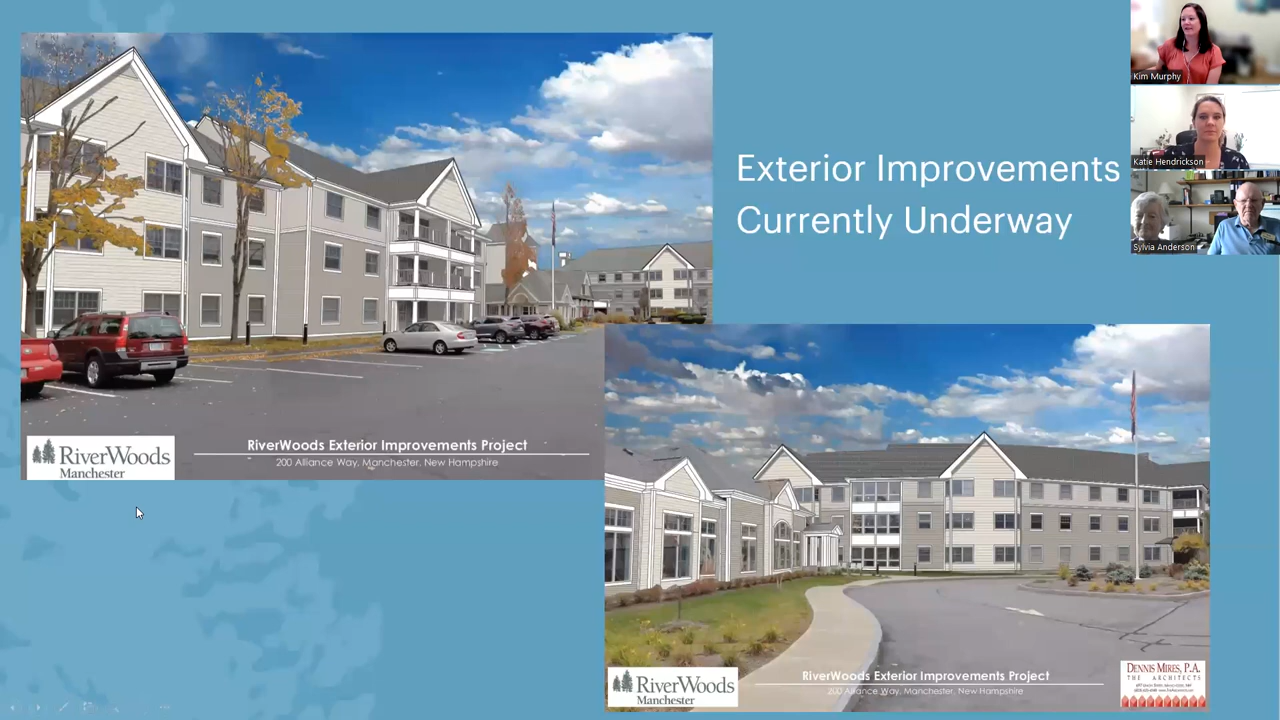 Exterior Improvements
Currently Underway
Kim Murphy
Katie Hendrickson
Sylvia Anderson
RiverWoods
Manchester
RiverWoods Exterior Improvements Project
200 Alliance Way, Manchester, New Hampshire
RiverWoods
Manchester
RiverWoods Exterior Improvements Project
200 Alliance Way, Manchester, New Hampshire
DENNIS MIRES, P.A.
THE ARCHITECTS